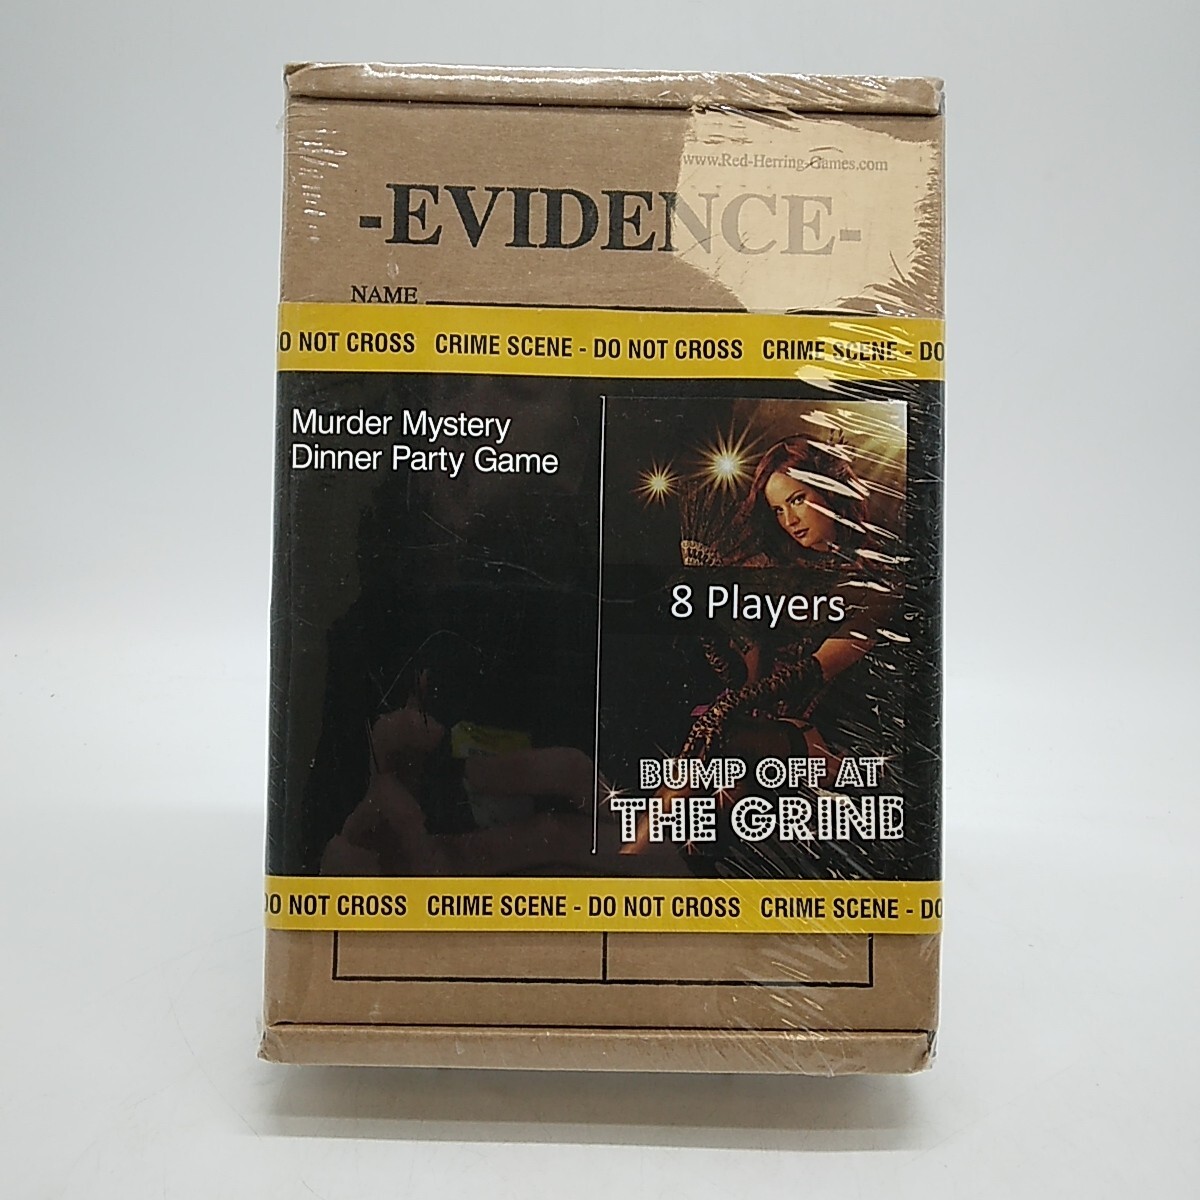 www.Red-Herring-Games.com
-EVIDENCE-
NAME
O NOT CROSS CRIME SCENE - DO NOT CROSS CRIME SCENE - DO
Murder Mystery
Dinner Party Game
8 Players
BUMP OFF AT
THE GRIND
DO NOT CROSS CRIME SCENE - DO NOT CROSS CRIME SCENE - DO